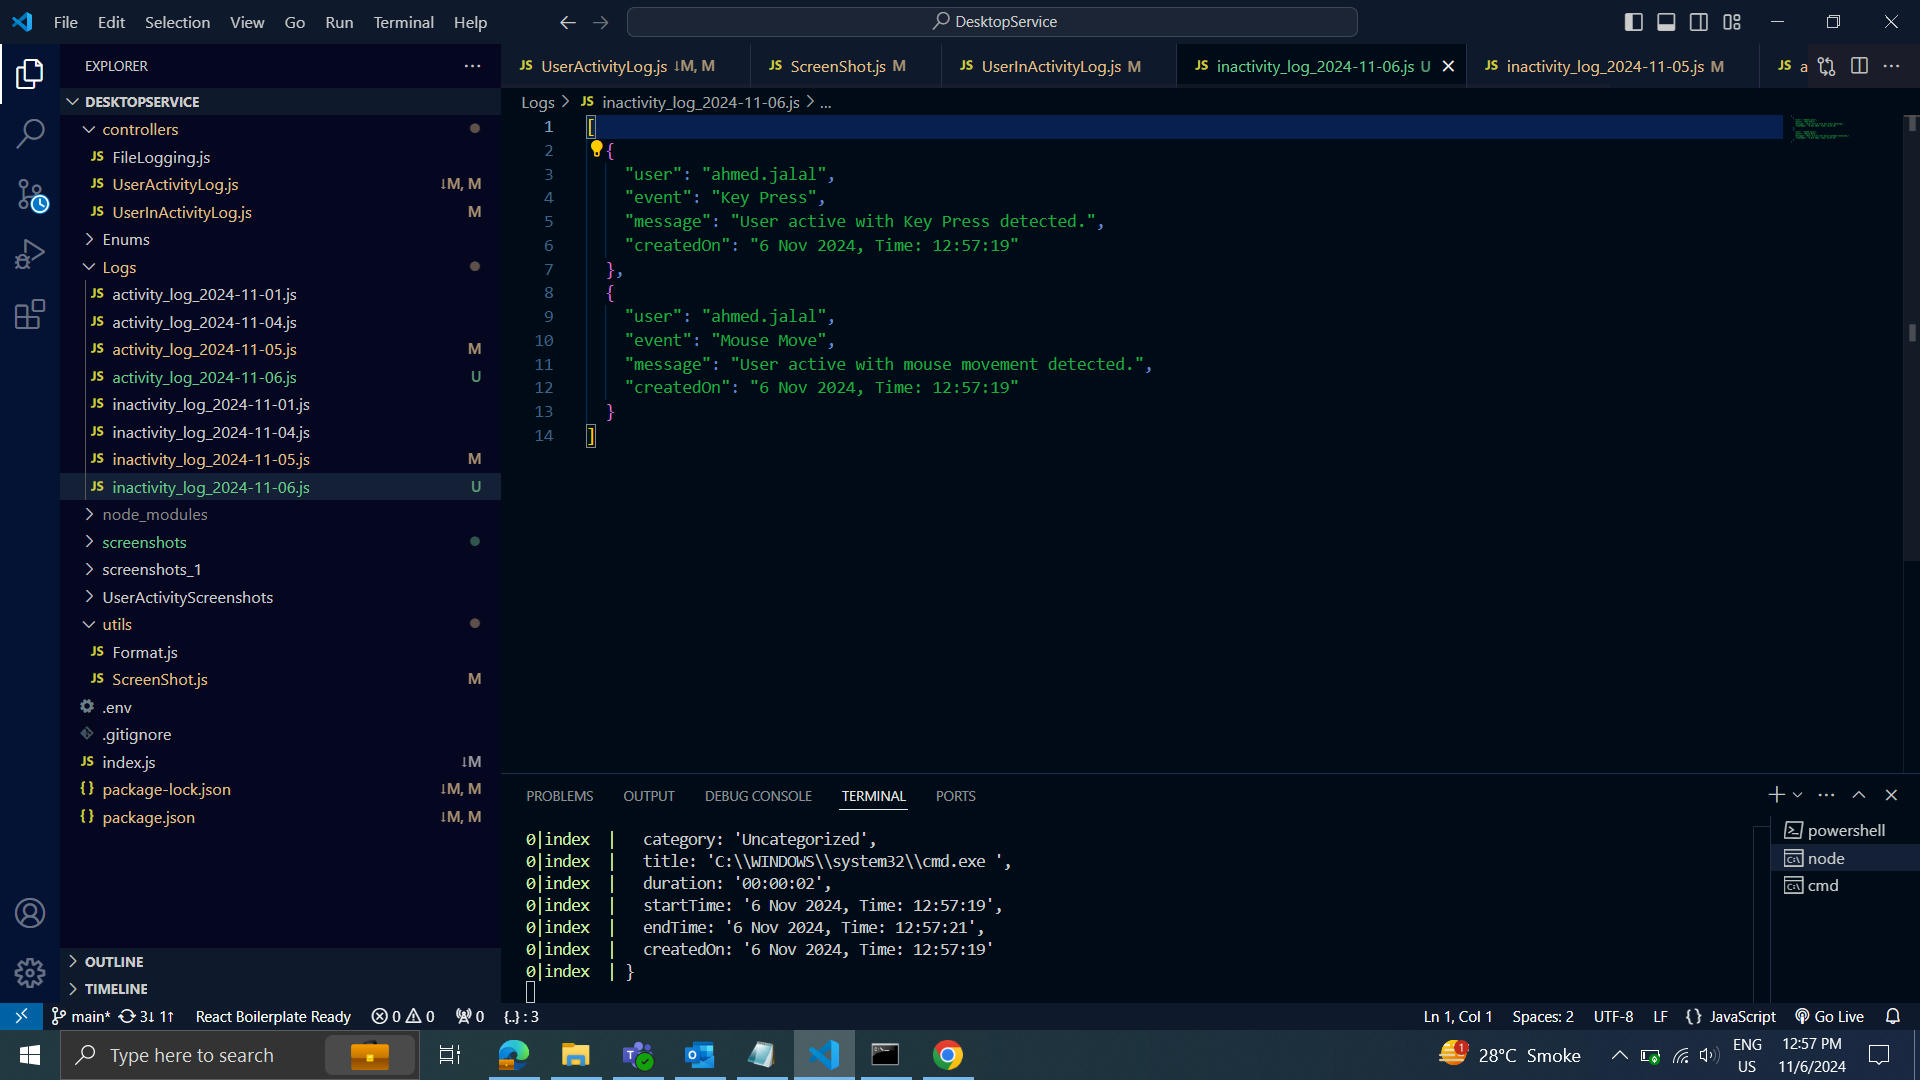 File Edit Selection View Go Run Terminal Help
DesktopService
EXPLORER
DESKTOPSERVICE
controllers
JS FileLogging.js
JS UserActivityLog.js ↓M, M
JS UserInActivityLog.js M
Enums
Logs
JS activity_log_2024-11-01.js
JS activity_log_2024-11-04.js
JS activity_log_2024-11-05.js M
JS activity_log_2024-11-06.js U
JS inactivity_log_2024-11-01.js
JS inactivity_log_2024-11-04.js
JS inactivity_log_2024-11-05.js M
JS inactivity_log_2024-11-06.js U
node_modules
screenshots
screenshots_1
UserActivityScreenshots
utils
JS Format.js
JS ScreenShot.js M
.env
.gitignore
JS index.js ↓M
{} package-lock.json ↓M, M
{} package.json ↓M, M
OUTLINE
TIMELINE
JS UserActivityLog.js ↓M, M JS ScreenShot.js M JS UserInActivityLog.js M JS inactivity_log_2024-11-06.js U JS inactivity_log_2024-11-05.js M JS a
Logs > JS inactivity_log_2024-11-06.js > ...
1 [
2 {
3 "user": "ahmed.jalal",
4 "event": "Key Press",
5 "message": "User active with Key Press detected.",
6 "createdOn": "6 Nov 2024, Time: 12:57:19"
7 },
8 {
9 "user": "ahmed.jalal",
10 "event": "Mouse Move",
11 "message": "User active with mouse movement detected.",
12 "createdOn": "6 Nov 2024, Time: 12:57:19"
13 }
14 ]
PROBLEMS OUTPUT DEBUG CONSOLE TERMINAL PORTS
0|index | category: 'Uncategorized',
0|index | title: 'C:\\WINDOWS\\system32\\cmd.exe ',
0|index | duration: '00:00:02',
0|index | startTime: '6 Nov 2024, Time: 12:57:19',
0|index | endTime: '6 Nov 2024, Time: 12:57:21',
0|index | createdOn: '6 Nov 2024, Time: 12:57:19'
0|index | }
powershell
node
cmd
main* 3↓ 1↑ React Boilerplate Ready 0 0 0 {..} : 3
Ln 1, Col 1 Spaces: 2 UTF-8 LF {} JavaScript Go Live
Type here to search
1 28°C Smoke
ENG
US
12:57 PM
11/6/2024